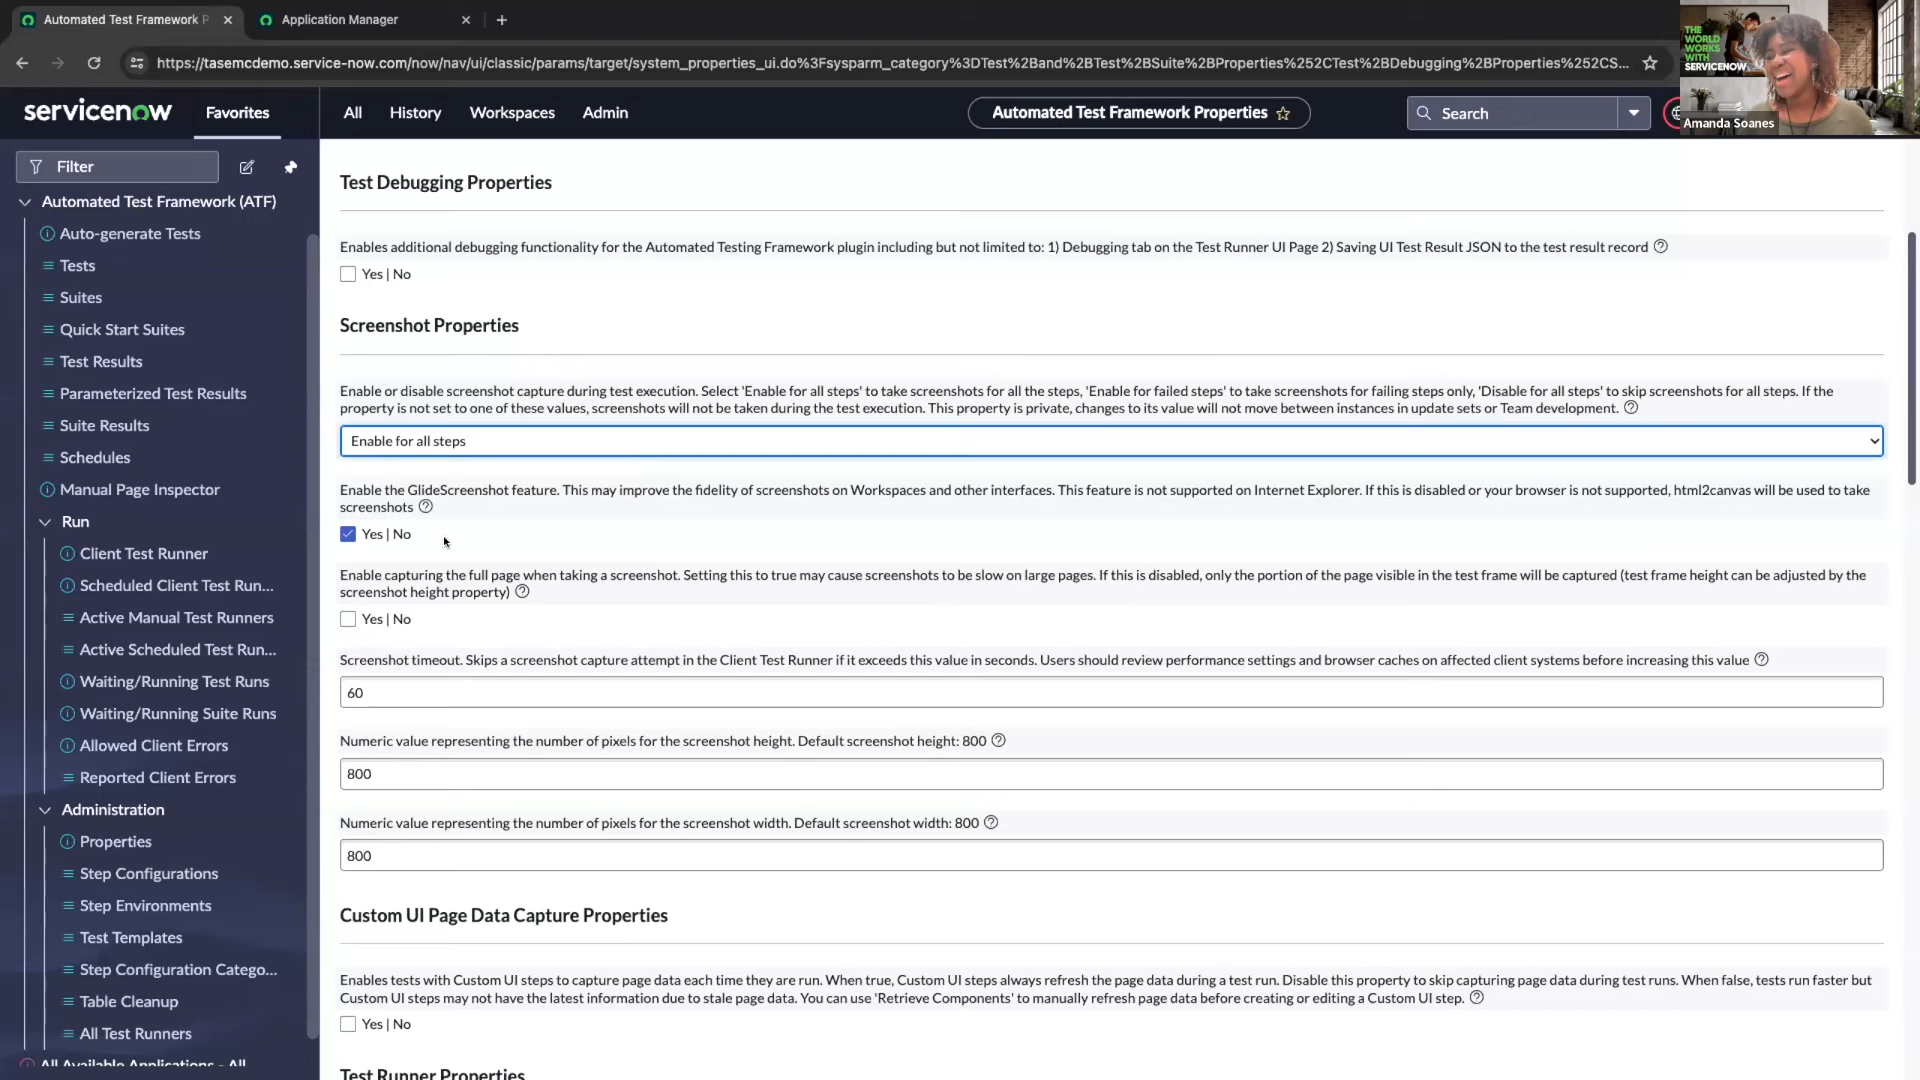 Automated Test Framework P
Application Manager
https://tasemcdemo.service-now.com/now/nav/ui/classic/params/target/system_properties_ui.do%3Fsysparm_category%3DTest%2Band%2BTest%2BSuite%2BProperties%252CTest%2BDebugging%2BProperties%252CS...
THE
WORLD
WORKS
WITH
SERVICENOW
Amanda Soanes
servicenow
Favorites
All
History
Workspaces
Admin
Automated Test Framework Properties
Search
Filter
Automated Test Framework (ATF)
Auto-generate Tests
Tests
Suites
Quick Start Suites
Test Results
Parameterized Test Results
Suite Results
Schedules
Manual Page Inspector
Run
Client Test Runner
Scheduled Client Test Run...
Active Manual Test Runners
Active Scheduled Test Run...
Waiting/Running Test Runs
Waiting/Running Suite Runs
Allowed Client Errors
Reported Client Errors
Administration
Properties
Step Configurations
Step Environments
Test Templates
Step Configuration Catego...
Table Cleanup
All Test Runners
All Available Applications - All
Test Debugging Properties
Enables additional debugging functionality for the Automated Testing Framework plugin including but not limited to: 1) Debugging tab on the Test Runner UI Page 2) Saving UI Test Result JSON to the test result record
Yes | No
Screenshot Properties
Enable or disable screenshot capture during test execution. Select 'Enable for all steps' to take screenshots for all the steps, 'Enable for failed steps' to take screenshots for failing steps only, 'Disable for all steps' to skip screenshots for all steps. If the
property is not set to one of these values, screenshots will not be taken during the test execution. This property is private, changes to its value will not move between instances in update sets or Team development.
Enable for all steps
Enable the GlideScreenshot feature. This may improve the fidelity of screenshots on Workspaces and other interfaces. This feature is not supported on Internet Explorer. If this is disabled or your browser is not supported, html2canvas will be used to take
screenshots
Yes | No
Enable capturing the full page when taking a screenshot. Setting this to true may cause screenshots to be slow on large pages. If this is disabled, only the portion of the page visible in the test frame will be captured (test frame height can be adjusted by the
screenshot height property)
Yes | No
Screenshot timeout. Skips a screenshot capture attempt in the Client Test Runner if it exceeds this value in seconds. Users should review performance settings and browser caches on affected client systems before increasing this value
60
Numeric value representing the number of pixels for the screenshot height. Default screenshot height: 800
800
Numeric value representing the number of pixels for the screenshot width. Default screenshot width: 800
800
Custom UI Page Data Capture Properties
Enables tests with Custom UI steps to capture page data each time they are run. When true, Custom UI steps always refresh the page data during a test run. Disable this property to skip capturing page data during test runs. When false, tests run faster but
Custom UI steps may not have the latest information due to stale page data. You can use 'Retrieve Components' to manually refresh page data before creating or editing a Custom UI step.
Yes | No
Test Runner Properties